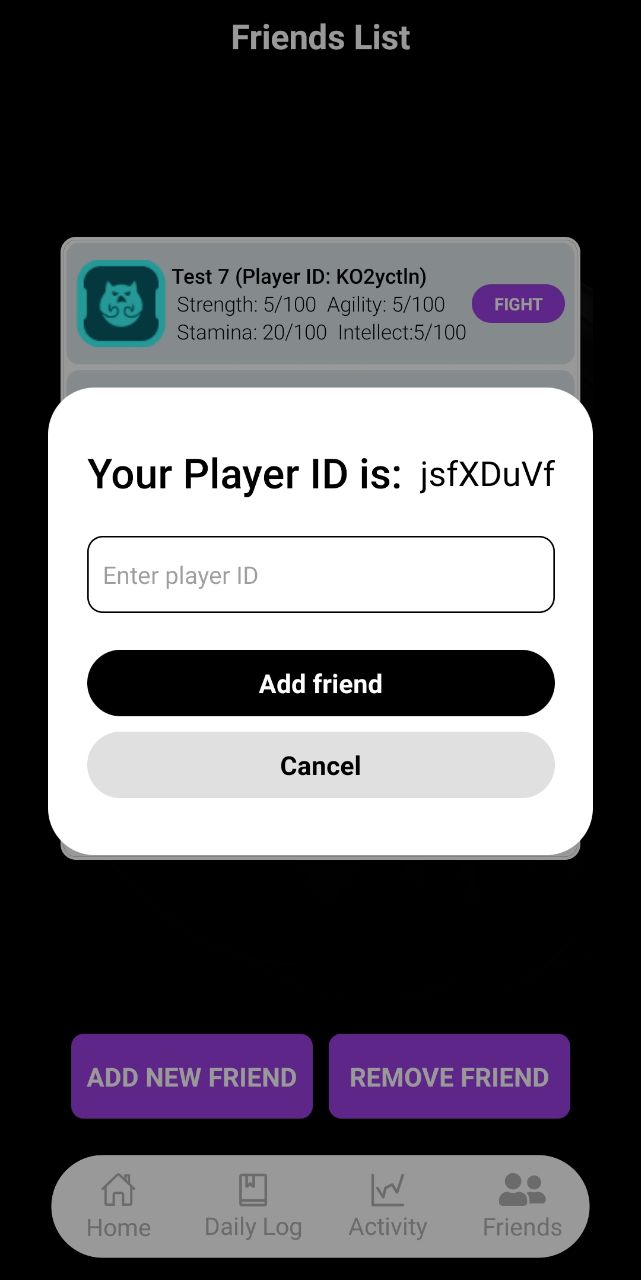 Friends List
Test 7 (Player ID: KO2yctIn)
Strength: 5/100 Agility: 5/100
FIGHT
Stamina: 20/100 Intellect:5/100
Your Player ID is: jsfXDuVf
Enter player ID
Add friend
Cancel
ADD NEW FRIEND REMOVE FRIEND
Home Daily Log Activity Friends